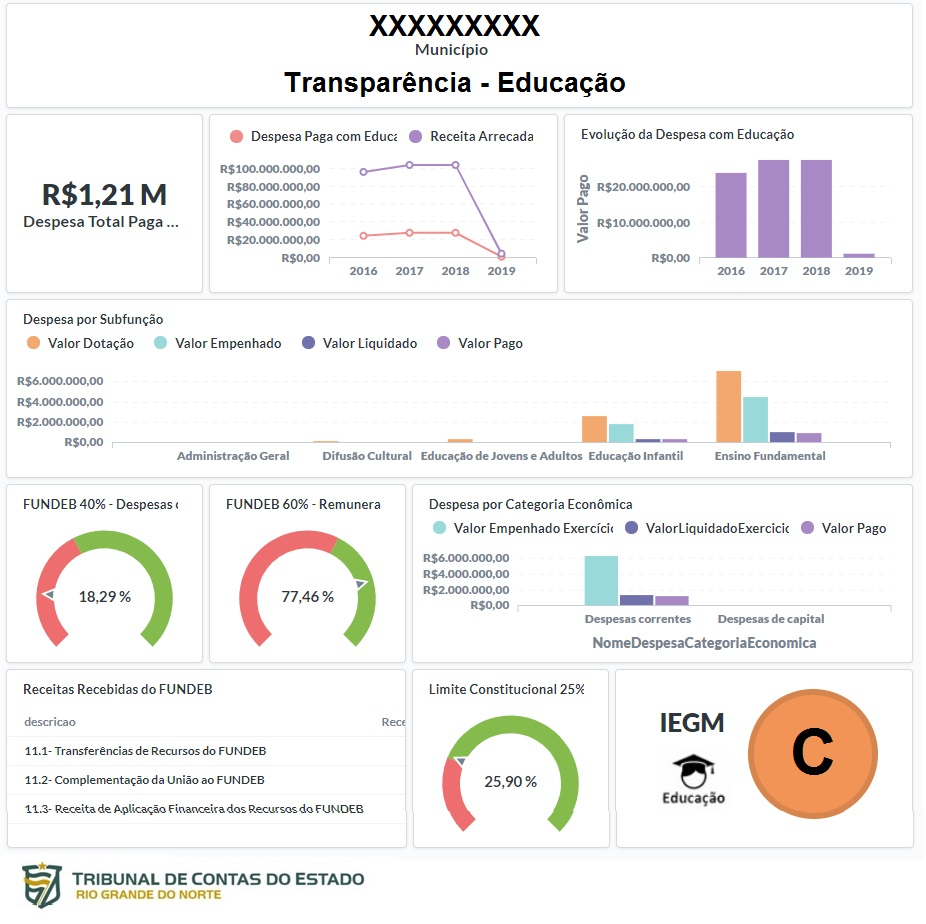 XXXXXXXXX
Município
Transparência - Educação
R$1,21 M
Despesa Total Paga ...
Despesa Paga com Educa Receita Arrecada
R$100.000.000,00
R$80.000.000,00
R$60.000.000,00
R$40.000.000,00
R$20.000.000,00
R$0,00
2016 2017 2018 2019
Evolução da Despesa com Educação
Valor Pago
R$20.000.000,00
R$10.000.000,00
R$0,00
2016 2017 2018 2019
Despesa por Subfunção
Valor Dotação Valor Empenhado Valor Liquidado Valor Pago
R$6.000.000,00
R$4.000.000,00
R$2.000.000,00
R$0,00
Administração Geral Difusão Cultural Educação de Jovens e Adultos Educação Infantil Ensino Fundamental
FUNDEB 40% - Despesas c
18,29 %
FUNDEB 60% - Remunera
77,46 %
Despesa por Categoria Econômica
Valor Empenhado Exercíci ValorLiquidadoExercicic Valor Pago
R$6.000.000,00
R$4.000.000,00
R$2.000.000,00
R$0,00
Despesas correntes Despesas de capital
NomeDespesaCategoriaEconomica
Receitas Recebidas do FUNDEB
descricao Rece
11.1- Transferências de Recursos do FUNDEB
11.2- Complementação da União ao FUNDEB
11.3- Receita de Aplicação Financeira dos Recursos do FUNDEB
Limite Constitucional 25%
25,90 %
IEGM
Educação
C
TRIBUNAL DE CONTAS DO ESTADO
RIO GRANDE DO NORTE